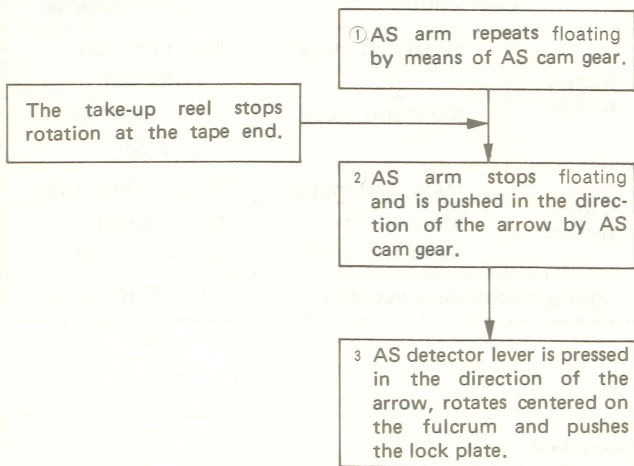 ① AS arm repeats floating
by means of AS cam gear.
The take-up reel stops
rotation at the tape end.
2 AS arm stops floating
and is pushed in the direc-
tion of the arrow by AS
cam gear.
3 AS detector lever is pressed
in the direction of the
arrow, rotates centered on
the fulcrum and pushes
the lock plate.